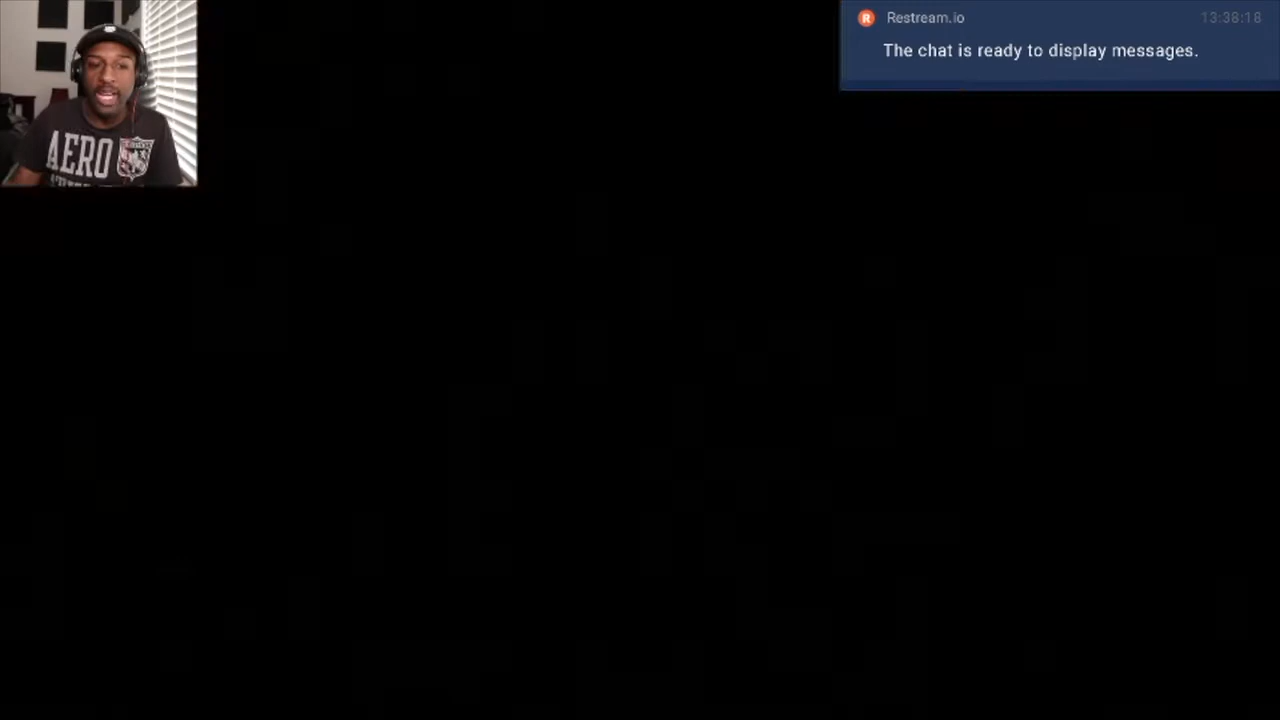 Restream.io
13:38:18
The chat is ready to display messages.
AERO